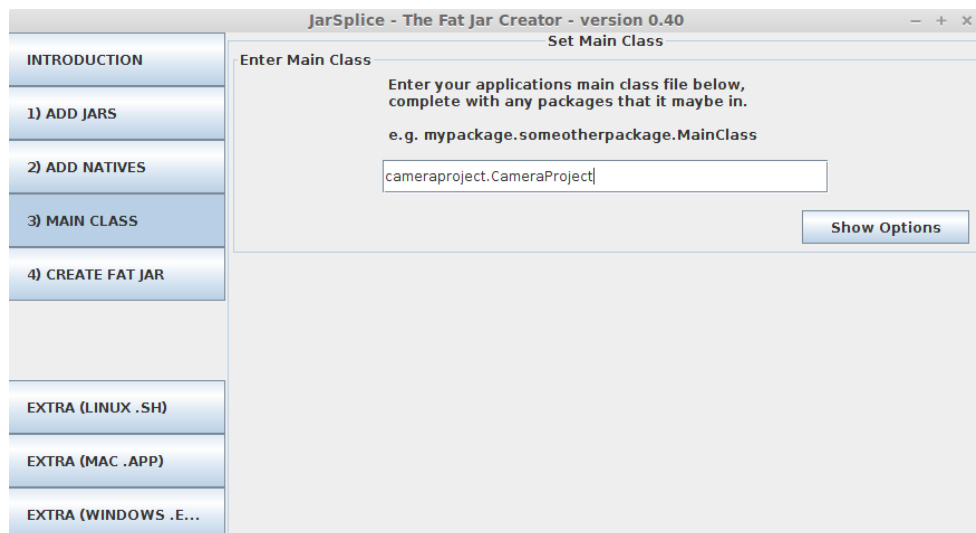 JarSplice - The Fat Jar Creator - version 0.40
INTRODUCTION
1) ADD JARS
2) ADD NATIVES
3) MAIN CLASS
4) CREATE FAT JAR
EXTRA (LINUX .SH)
EXTRA (MAC .APP)
EXTRA (WINDOWS .E...
Set Main Class
Enter Main Class
Enter your applications main class file below,
complete with any packages that it maybe in.
e.g. mypackage.someotherpackage.MainClass
cameraproject.CameraProject
Show Options